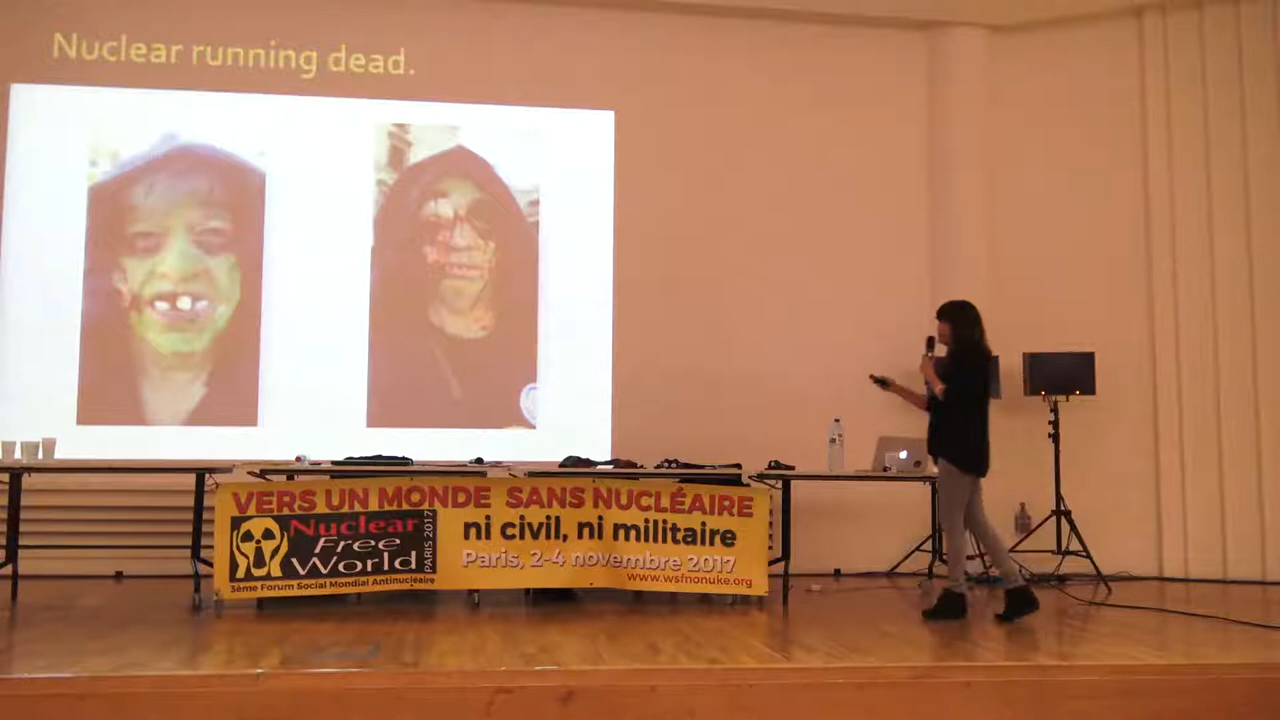 Nuclear running dead.
VERS UN MONDE SANS NUCLÉAIRE
ni civil, ni militaire
Paris, 2-4 novembre 2017
www.wsfnonuke.org
Nuclear
Free
World
PARIS 2017
3ème Forum Social Mondial Antinucléaire